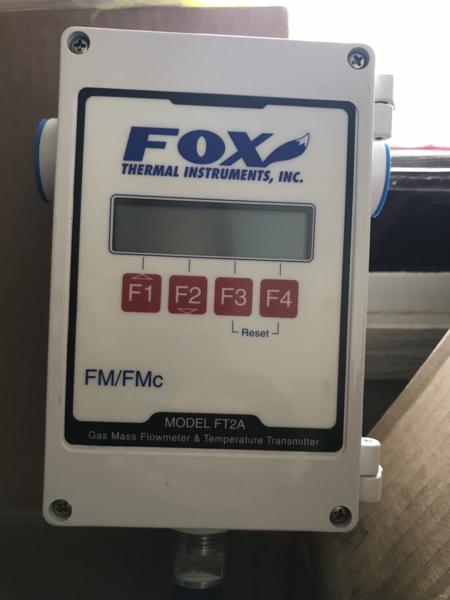 FOX
THERMAL INSTRUMENTS, INC.
F1 F2 F3 F4
Reset
FM/FMc
MODEL FT2A
Gas Mass Flowmeter & Temperature Transmitter